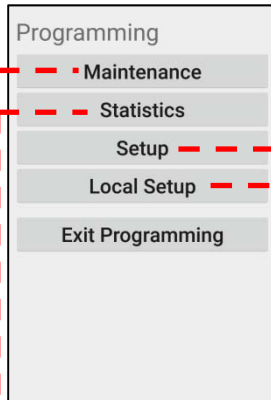 Programming
Maintenance
Statistics
Setup
Local Setup
Exit Programming